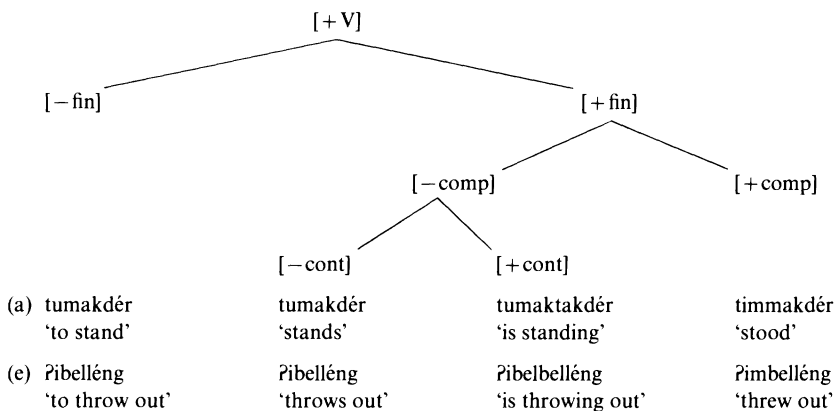 [+V]
[−fin] [+fin]
[−comp] [+comp]
[−cont] [+cont]
(a) tumakdér tumakdér tumaktakdér timmakdér
'to stand' 'stands' 'is standing' 'stood'
(e) ʔibelléng ʔibelléng ʔibelbelléng ʔimbelléng
'to throw out' 'throws out' 'is throwing out' 'threw out'